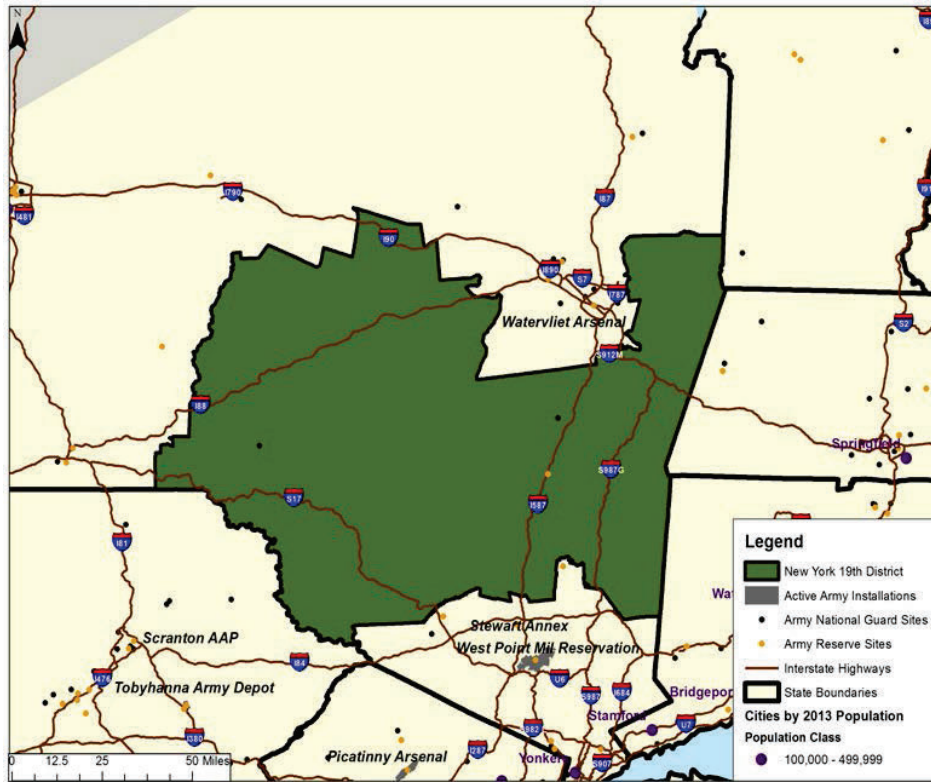 N
I81
I790
I87
I91
I481
I90
I890
S7
I787
Watervliet Arsenal
S2
S912M
I88
Springfield
S987G
S17
I587
I81
Legend
New York 19th District
Active Army Installations
Army National Guard Sites
Army Reserve Sites
Interstate Highways
State Boundaries
Cities by 2013 Population
Population Class
100,000 - 499,999
Stewart Annex
Scranton AAP
West Point Mil Reservation
I84
I476
Tobyhanna Army Depot
U6
S987
I684
Bridgepor
Stamford
U7
I380
Picatinny Arsenal
I287
I882
Yonker
S907
0 12.5 25 50 Miles